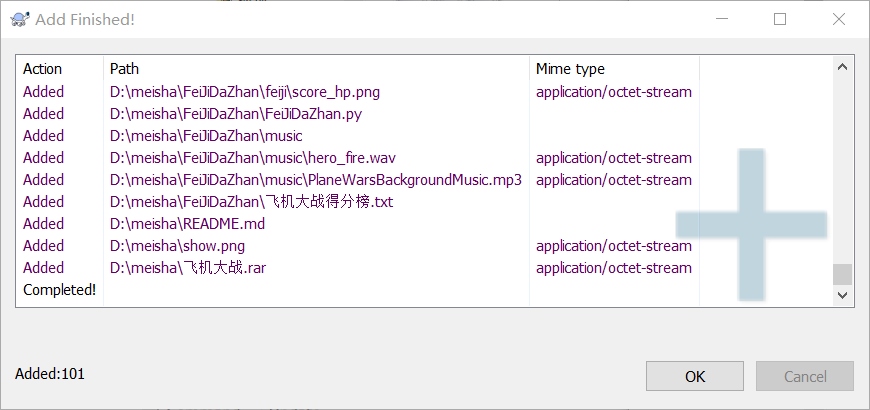 Add Finished!
Action Path Mime type
Added D:\meisha\FeiJiDaZhan\feiji\score_hp.png application/octet-stream
Added D:\meisha\FeiJiDaZhan\FeiJiDaZhan.py
Added D:\meisha\FeiJiDaZhan\music
Added D:\meisha\FeiJiDaZhan\music\hero_fire.wav application/octet-stream
Added D:\meisha\FeiJiDaZhan\music\PlaneWarsBackgroundMusic.mp3 application/octet-stream
Added D:\meisha\FeiJiDaZhan\飞机大战得分榜.txt
Added D:\meisha\README.md
Added D:\meisha\show.png application/octet-stream
Added D:\meisha\飞机大战.rar application/octet-stream
Completed!
Added:101
OK Cancel